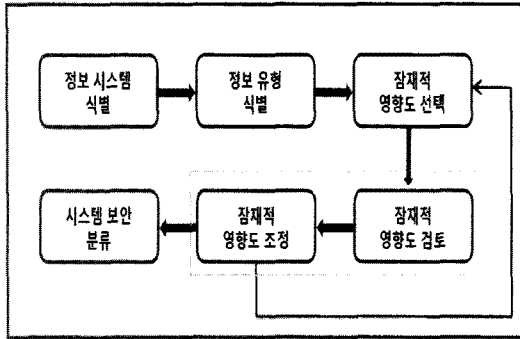 정보 시스템
식별
정보 유형
식별
잠재적
영향도 선택
시스템 보안
분류
잠재적
영향도 조정
잠재적
영향도 검토